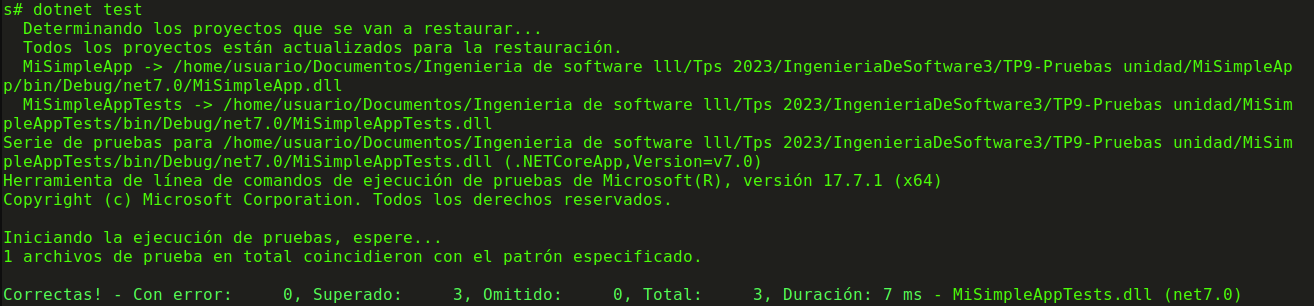 s# dotnet test
  Determinando los proyectos que se van a restaurar...
  Todos los proyectos están actualizados para la restauración.
  MiSimpleApp -> /home/usuario/Documentos/Ingenieria de software lll/Tps 2023/IngenieriaDeSoftware3/TP9-Pruebas unidad/MiSimpleAp
p/bin/Debug/net7.0/MiSimpleApp.dll
  MiSimpleAppTests -> /home/usuario/Documentos/Ingenieria de software lll/Tps 2023/IngenieriaDeSoftware3/TP9-Pruebas unidad/MiSim
pleAppTests/bin/Debug/net7.0/MiSimpleAppTests.dll
Serie de pruebas para /home/usuario/Documentos/Ingenieria de software lll/Tps 2023/IngenieriaDeSoftware3/TP9-Pruebas unidad/MiSim
pleAppTests/bin/Debug/net7.0/MiSimpleAppTests.dll (.NETCoreApp,Version=v7.0)
Herramienta de línea de comandos de ejecución de pruebas de Microsoft(R), versión 17.7.1 (x64)
Copyright (c) Microsoft Corporation. Todos los derechos reservados.

Iniciando la ejecución de pruebas, espere...
1 archivos de prueba en total coincidieron con el patrón especificado.

Correctas! - Con error:     0, Superado:     3, Omitido:     0, Total:     3, Duración: 7 ms - MiSimpleAppTests.dll (net7.0)